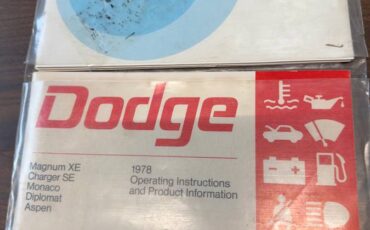 Dodge
Magnum XE
Charger SE
Monaco
Diplomat
Aspen
1978
Operating Instructions
and Product Information